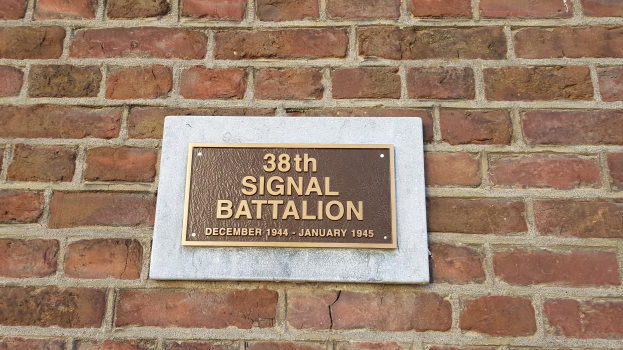 38th
SIGNAL
BATTALION
DECEMBER 1944 - JANUARY 1945